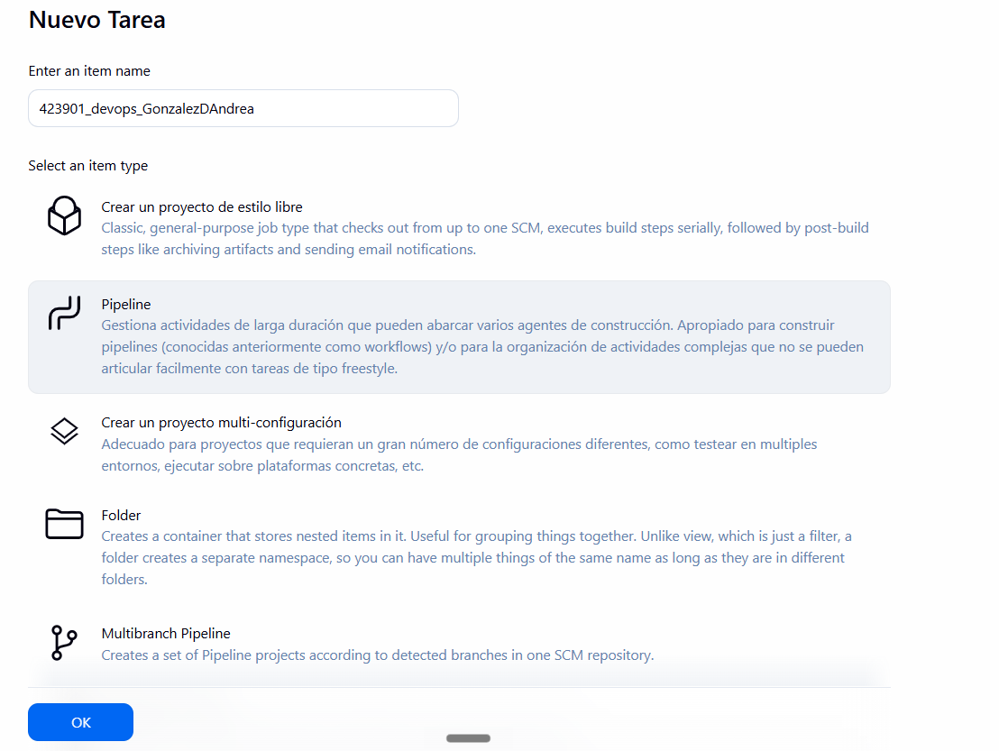 Nuevo Tarea
Enter an item name
423901_devops_GonzalezDAndrea
Select an item type
Crear un proyecto de estilo libre
Classic, general-purpose job type that checks out from up to one SCM, executes build steps serially, followed by post-build
steps like archiving artifacts and sending email notifications.
Pipeline
Gestiona actividades de larga duración que pueden abarcar varios agentes de construcción. Apropiado para construir
pipelines (conocidas anteriormente como workflows) y/o para la organización de actividades complejas que no se pueden
articular facilmente con tareas de tipo freestyle.
Crear un proyecto multi-configuración
Adecuado para proyectos que requieran un gran número de configuraciones diferentes, como testear en multiples
entornos, ejecutar sobre plataformas concretas, etc.
Folder
Creates a container that stores nested items in it. Useful for grouping things together. Unlike view, which is just a filter, a
folder creates a separate namespace, so you can have multiple things of the same name as long as they are in different
folders.
Multibranch Pipeline
Creates a set of Pipeline projects according to detected branches in one SCM repository.
OK